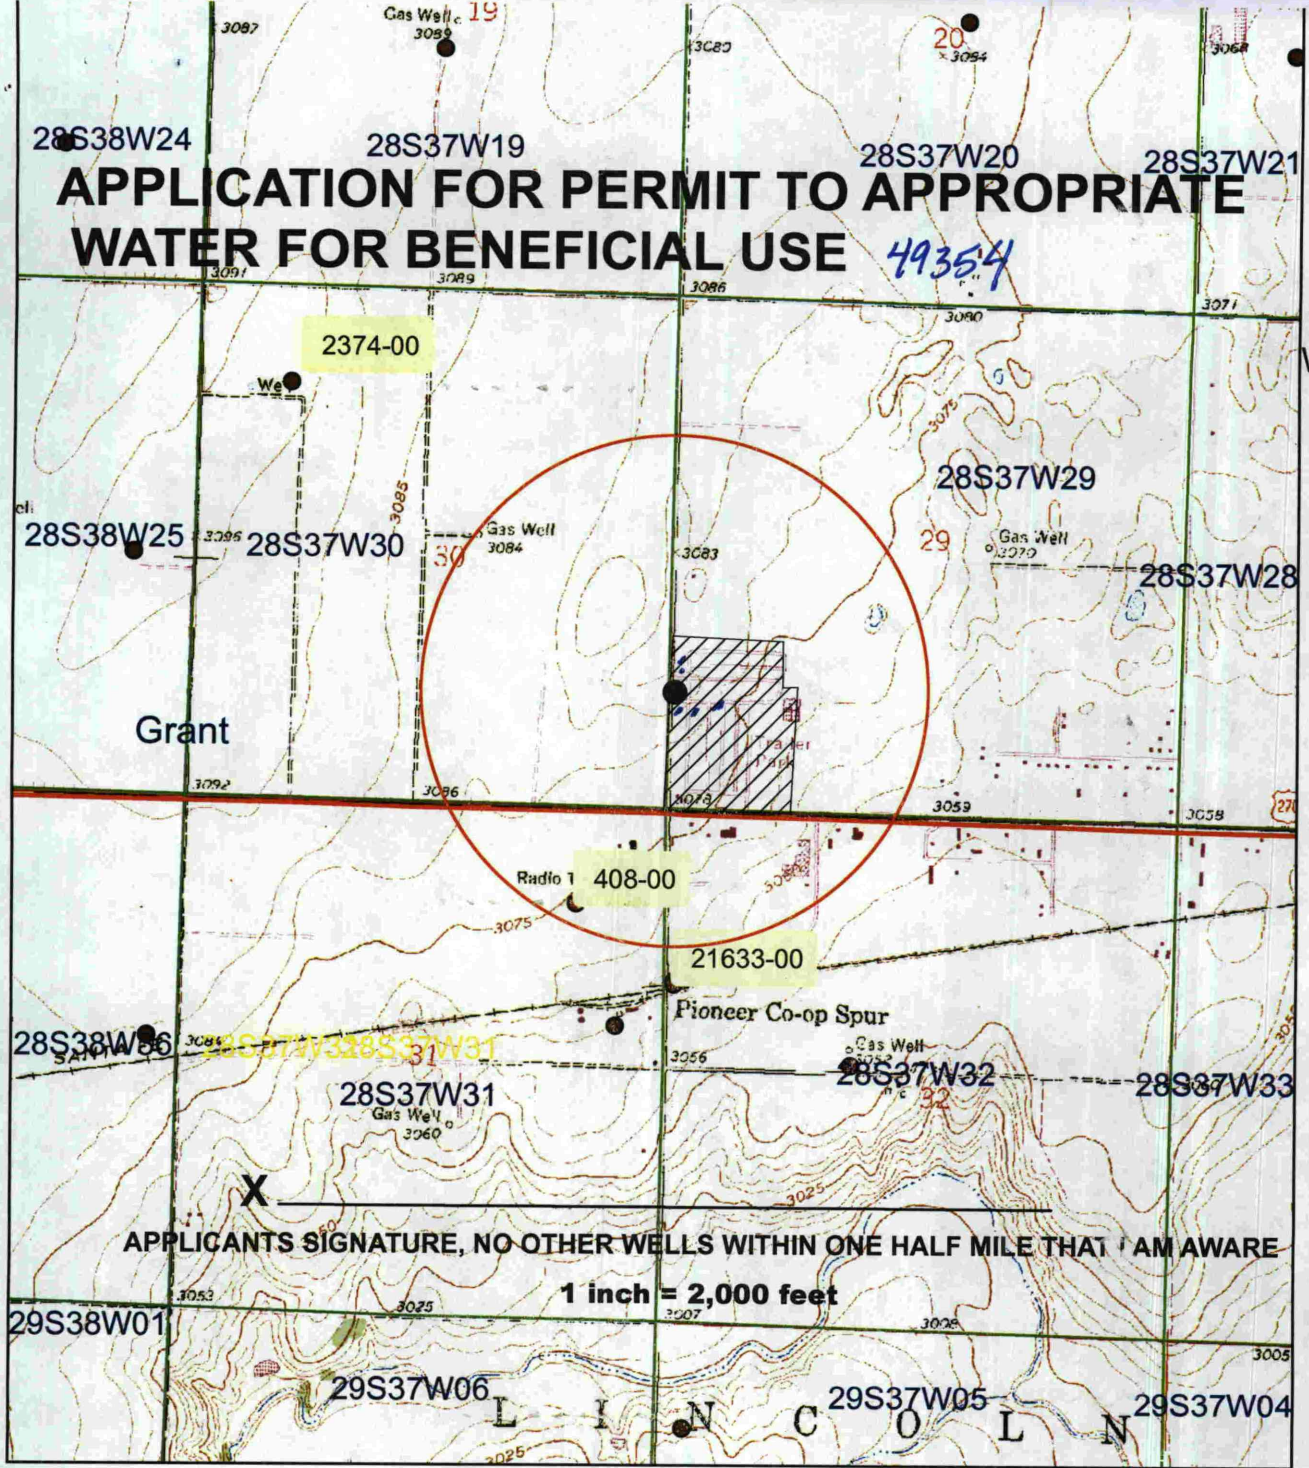 Gas Well 19
3087
3089
3080
20
3084
3068
28S38W24
28S37W19
28S37W20
28S37W21
APPLICATION FOR PERMIT TO APPROPRIATE
WATER FOR BENEFICIAL USE 49354
3091
3089
3086
3080
3071
2374-00
3075
3085
28S37W29
28S38W25
3096
28S37W30
30
Gas Well
3084
3083
29
Gas Well
3070
28S37W28
Grant
Trailer
Park
3092
3086
3078
3059
3058
270
Radio T
408-00
3075
21633-00
Pioneer Co-op Spur
28S38W36
SANTA
28S37W31
31
3056
Gas Well
28S37W32
32
28S37W33
28S37W31
Gas Well
3060
X
3025
APPLICANTS SIGNATURE, NO OTHER WELLS WITHIN ONE HALF MILE THAT I AM AWARE
1 inch = 2,000 feet
3053
3025
3007
3008
29S38W01
3005
29S37W06
29S37W05
29S37W04
L I N C O L N
3025